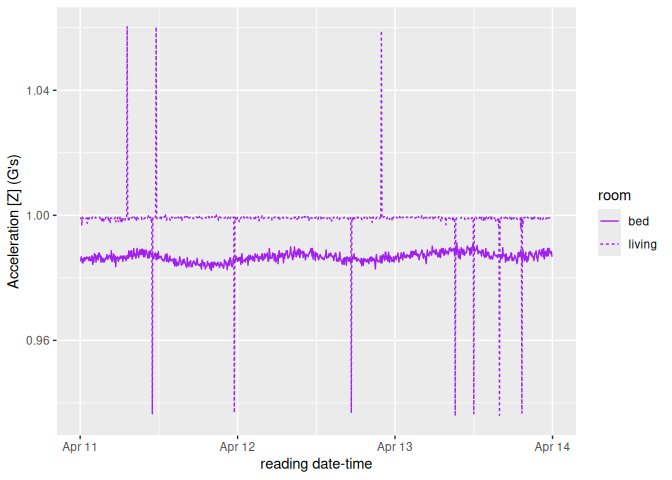 Acceleration [Z] (G's)
1.04
1.00
0.96
Apr 11
Apr 12
Apr 13
Apr 14
reading date-time
room
bed
living